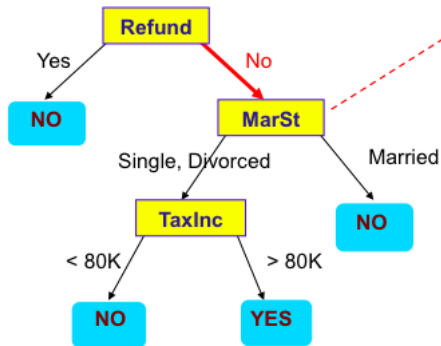 Refund
Yes
No
NO
MarSt
Single, Divorced
Married
TaxInc
NO
< 80K
> 80K
NO
YES